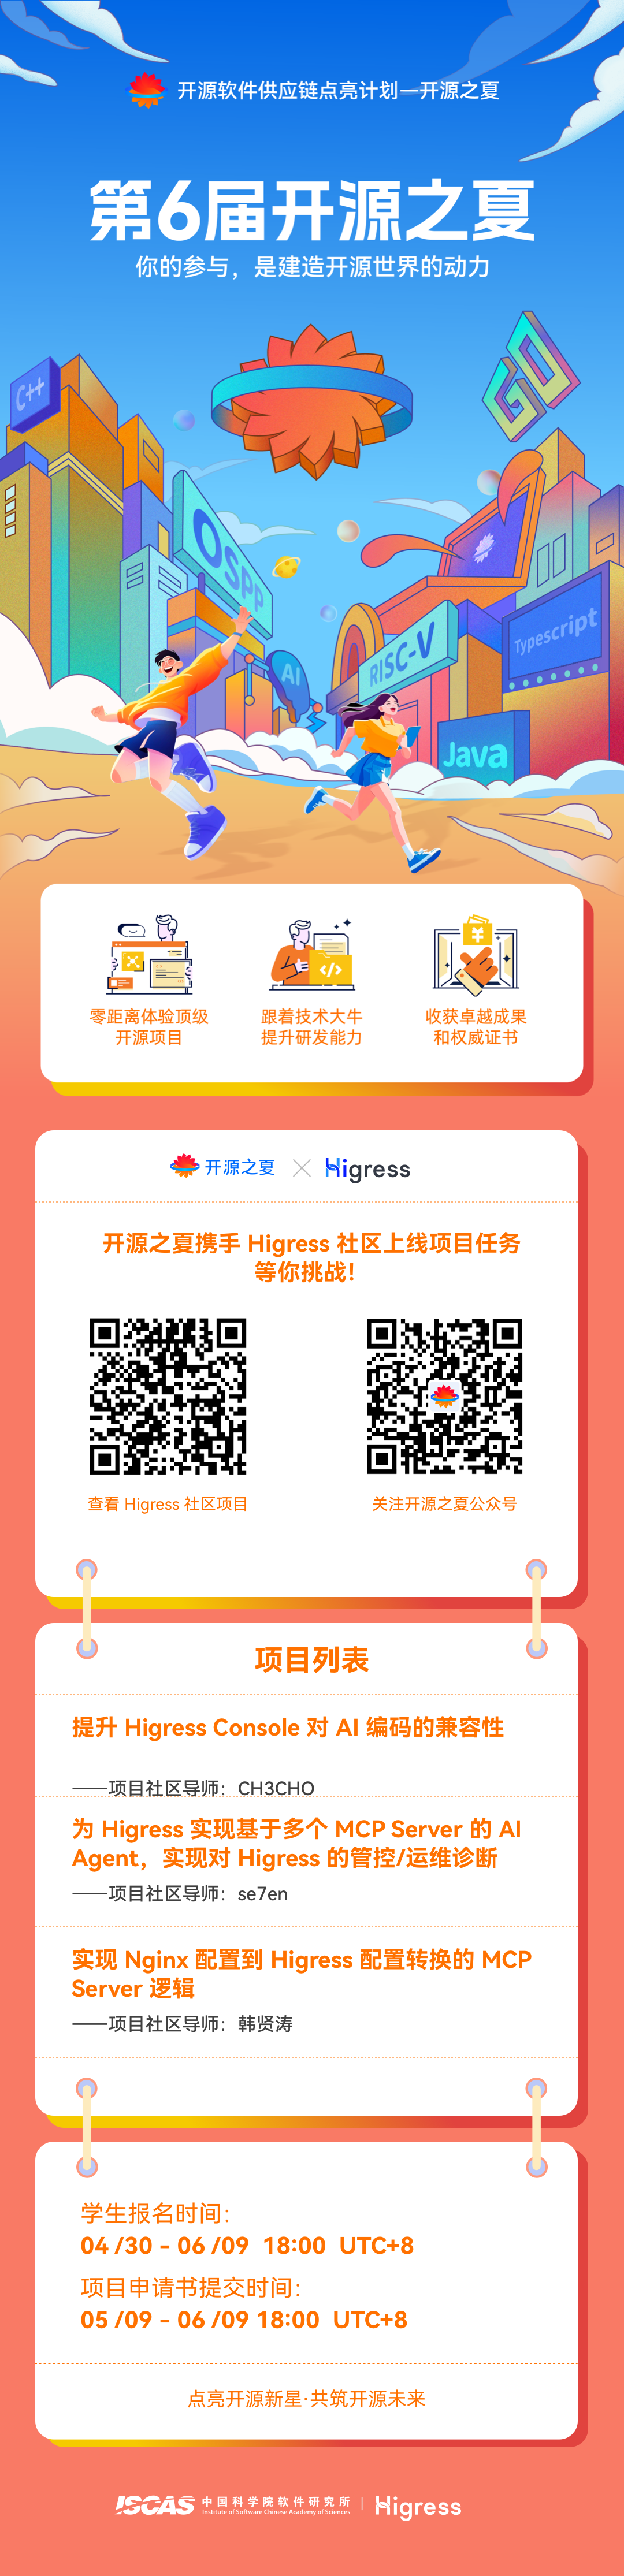 开源软件供应链点亮计划—开源之夏
第6届开源之夏
你的参与，是建造开源世界的动力
C++
GO
OSPP
AI
RISC-V
Typescript
Java
零距离体验顶级
开源项目
跟着技术大牛
提升研发能力
收获卓越成果
和权威证书
开源之夏
Higress
开源之夏携手 Higress 社区上线项目任务
等你挑战！
查看 Higress 社区项目
关注开源之夏公众号
项目列表
提升 Higress Console 对 AI 编码的兼容性
——项目社区导师：CH3CHO
为 Higress 实现基于多个 MCP Server 的 AI
Agent，实现对 Higress 的管控/运维诊断
——项目社区导师：se7en
实现 Nginx 配置到 Higress 配置转换的 MCP
Server 逻辑
——项目社区导师：韩贤涛
学生报名时间：
04 /30 - 06 /09 18:00 UTC+8
项目申请书提交时间：
05 /09 - 06 /09 18:00 UTC+8
点亮开源新星·共筑开源未来
ISCAS 中国科学院软件研究所
Institute of Software Chinese Academy of Sciences
Higress